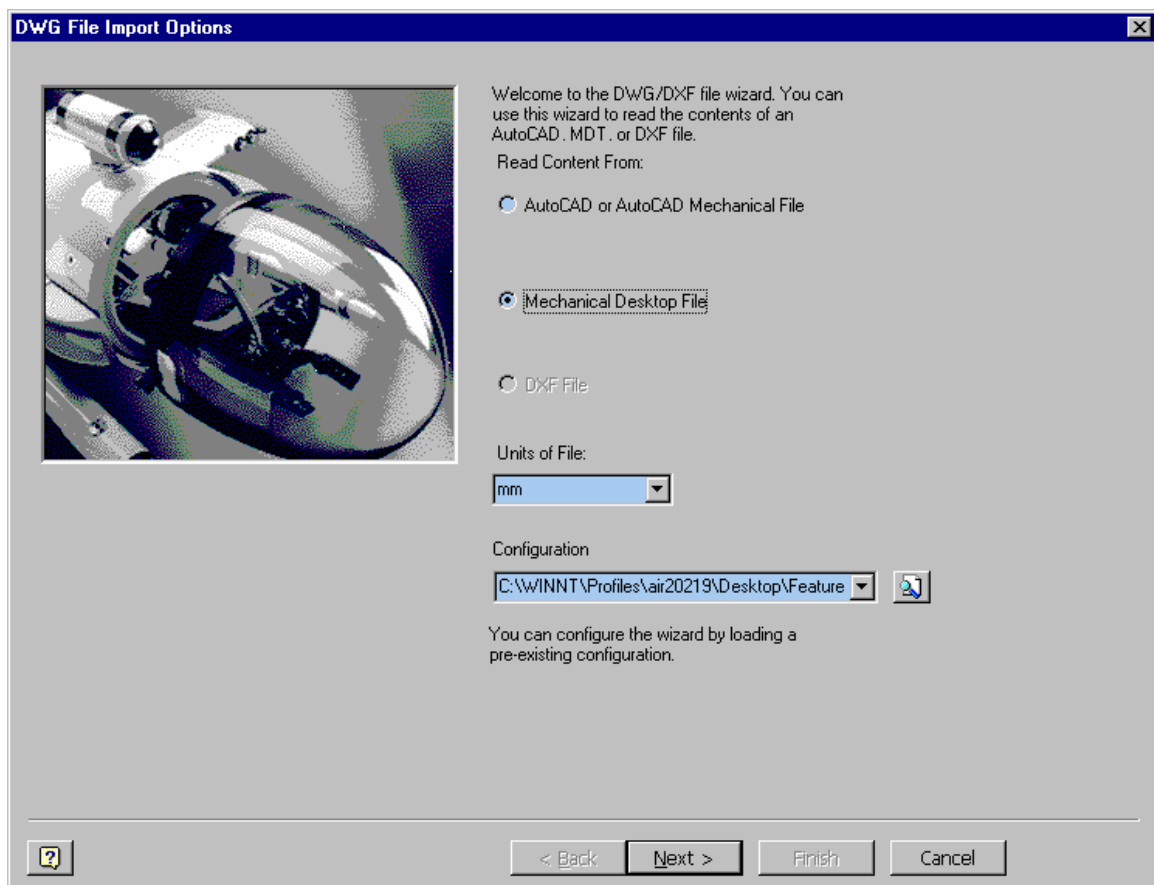 DWG File Import Options
Welcome to the DWG/DXF file wizard. You can
use this wizard to read the contents of an
AutoCAD, MDT, or DXF file.
Read Content From:
AutoCAD or AutoCAD Mechanical File
Mechanical Desktop File
DXF File
Units of File:
mm
Configuration
C:\WINNT\Profiles\air20219\Desktop\Feature
You can configure the wizard by loading a
pre-existing configuration.
< Back
Next >
Finish
Cancel